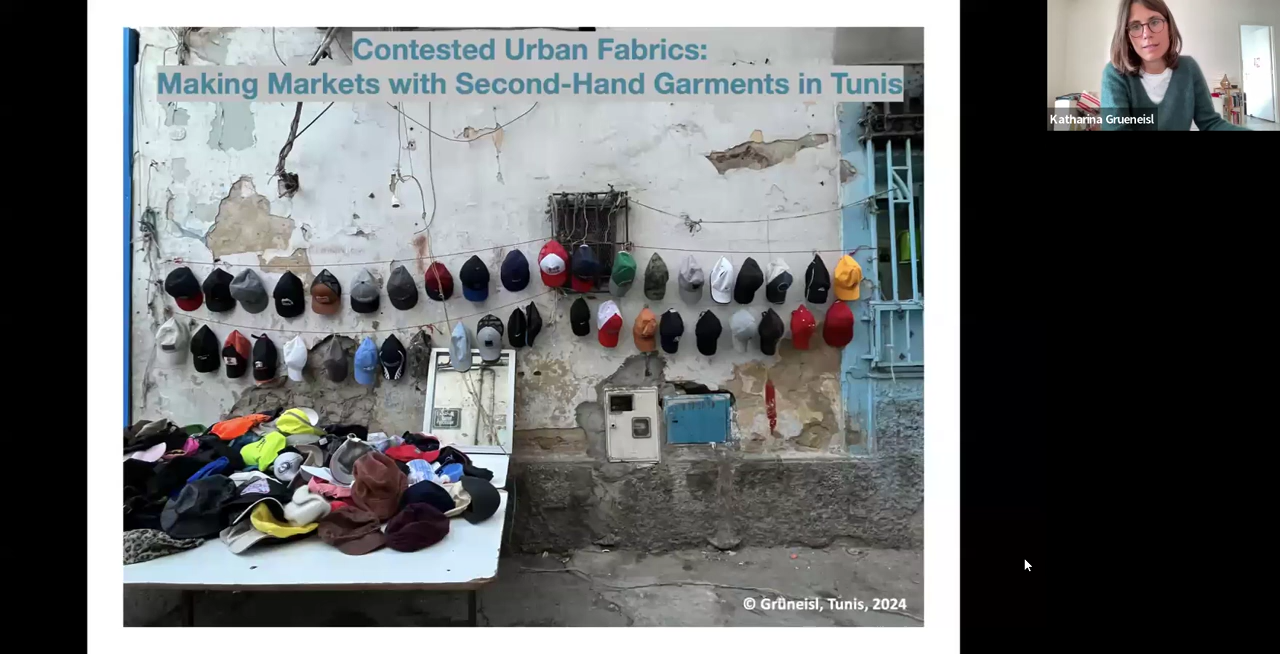 Contested Urban Fabrics:
Making Markets with Second-Hand Garments in Tunis
Katharina Grueneisl
© Grüneisl, Tunis, 2024